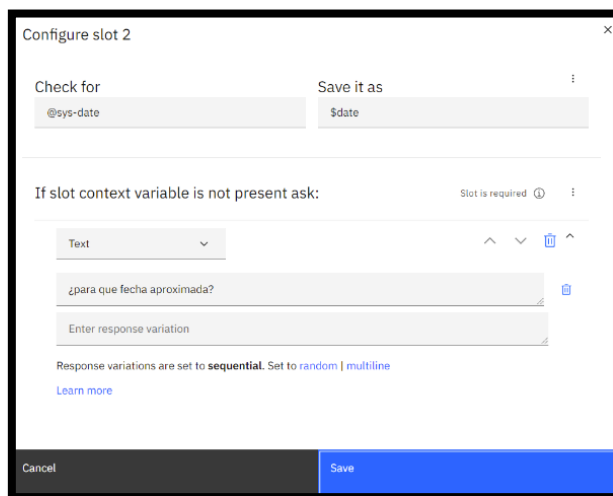 Configure slot 2
Check for
Save it as
@sys-date
$date
If slot context variable is not present ask:
Slot is required
Text
¿para que fecha aproximada?
Enter response variation
Response variations are set to sequential. Set to random | multiline
Learn more
Cancel
Save